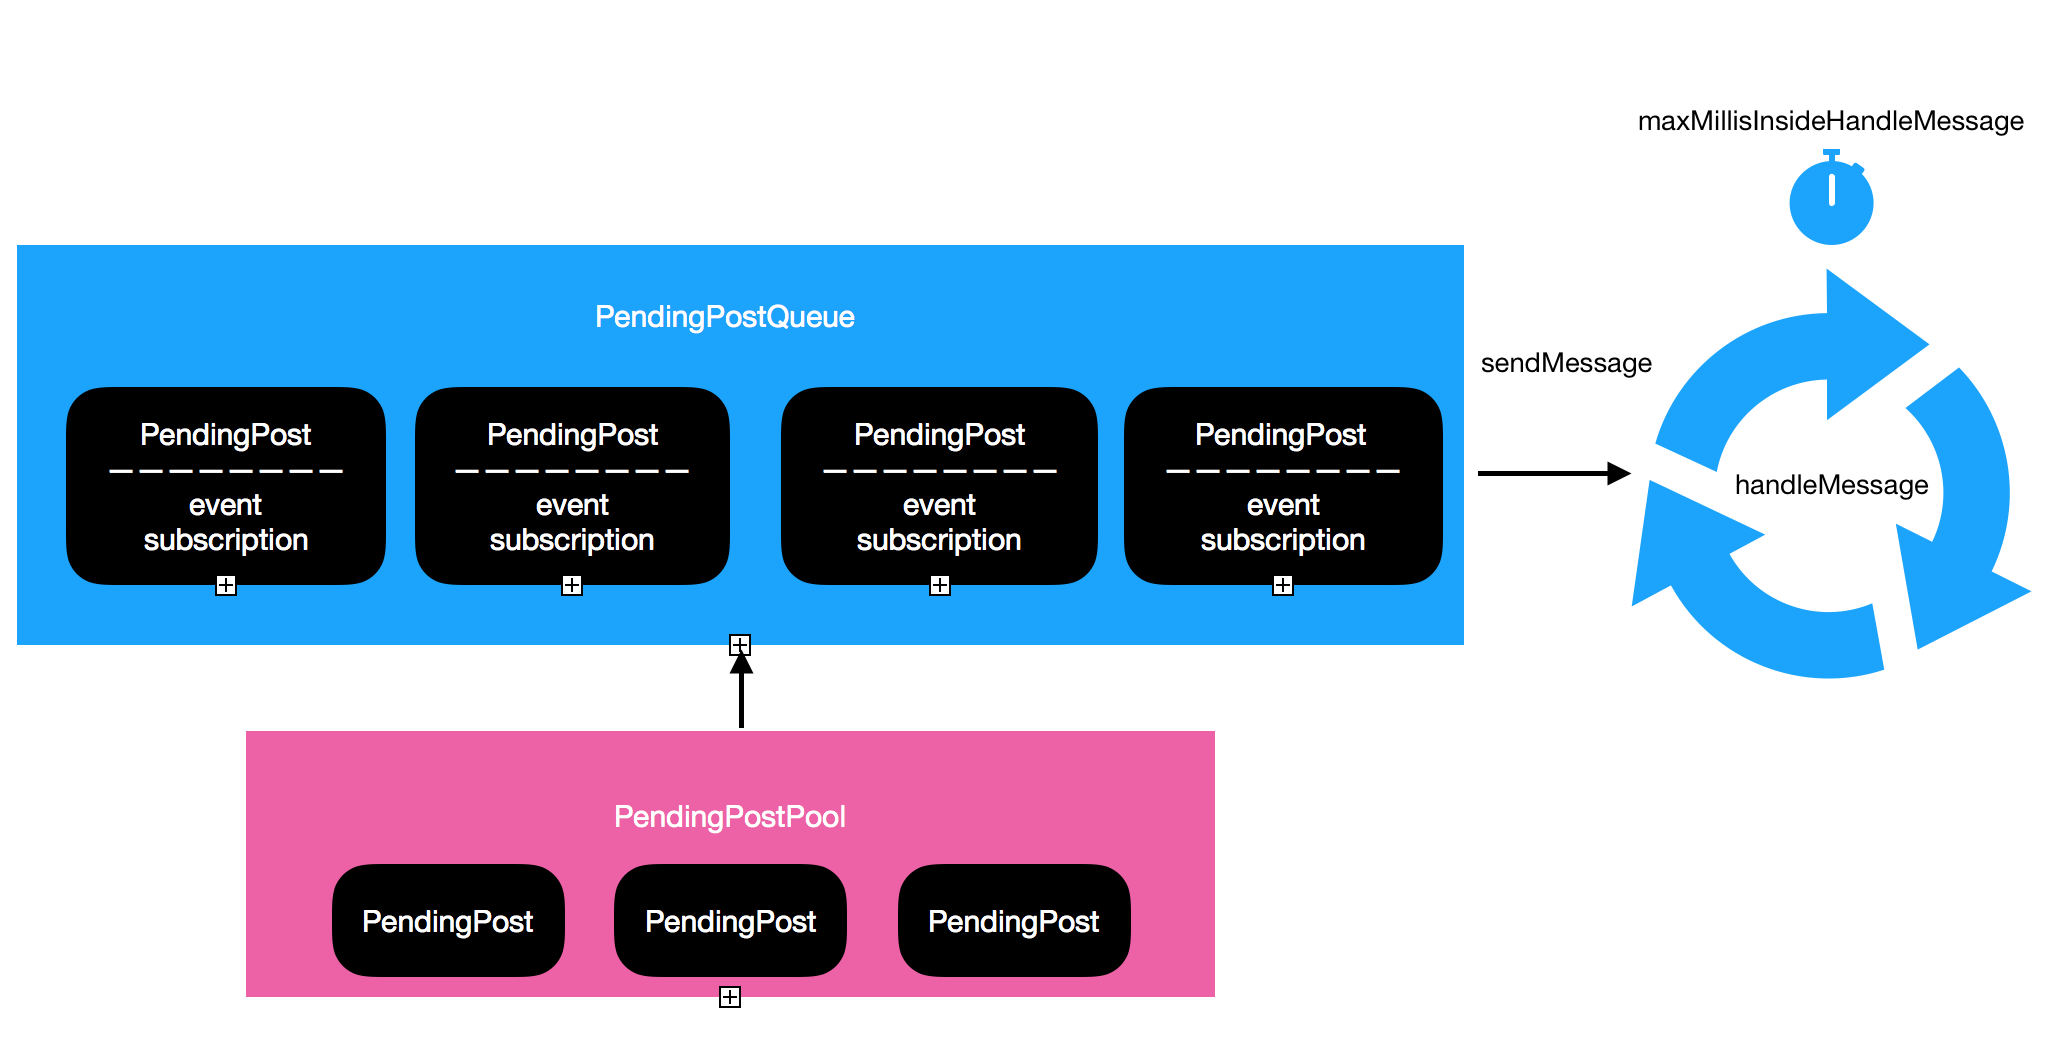 maxMillisInsideHandleMessage
PendingPostQueue
sendMessage
PendingPost
— — — — — — — —
event
subscription
PendingPost
— — — — — — — —
event
subscription
PendingPost
— — — — — — — —
event
subscription
PendingPost
— — — — — — — —
event
subscription
handleMessage
PendingPostPool
PendingPost
PendingPost
PendingPost